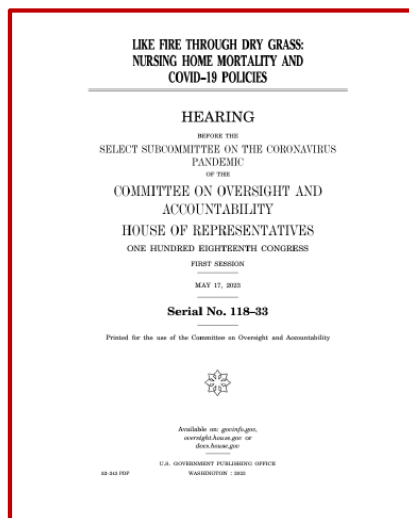 LIKE FIRE THROUGH DRY GRASS:
NURSING HOME MORTALITY AND
COVID–19 POLICIES
HEARING
BEFORE THE
SELECT SUBCOMMITTEE ON THE CORONAVIRUS
PANDEMIC
OF THE
COMMITTEE ON OVERSIGHT AND
ACCOUNTABILITY
HOUSE OF REPRESENTATIVES
ONE HUNDRED EIGHTEENTH CONGRESS
FIRST SESSION
MAY 17, 2023
Serial No. 118–33
Printed for the use of the Committee on Oversight and Accountability
Available on: govinfo.gov,
oversight.house.gov or
docs.house.gov
U.S. GOVERNMENT PUBLISHING OFFICE
PDF
WASHINGTON : 2023